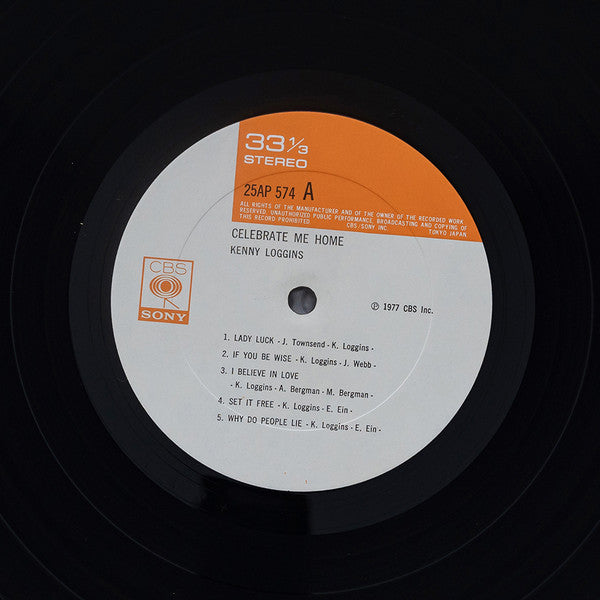 33 1/3
STEREO
25AP 574 A
ALL RIGHTS OF THE MANUFACTURER AND OF THE OWNER OF THE RECORDED WORK
RESERVED. UNAUTHORIZED PUBLIC PERFORMANCE, BROADCASTING AND COPYING OF
THIS RECORD PROHIBITED. CBS/SONY INC. TOKYO JAPAN
CELEBRATE ME HOME
KENNY LOGGINS
CBS
SONY
℗ 1977 CBS Inc.
1. LADY LUCK - J. Townsend - K. Loggins -
2. IF YOU BE WISE - K. Loggins - J. Webb -
3. I BELIEVE IN LOVE
- K. Loggins - A. Bergman - M. Bergman -
4. SET IT FREE - K. Loggins - E. Ein -
5. WHY DO PEOPLE LIE - K. Loggins - E. Ein -